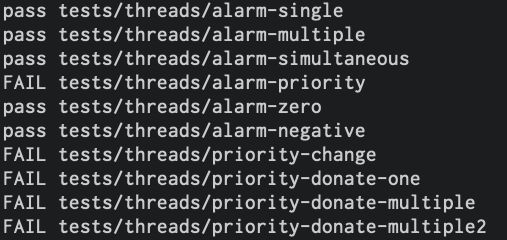 pass tests/threads/alarm-single
pass tests/threads/alarm-multiple
pass tests/threads/alarm-simultaneous
FAIL tests/threads/alarm-priority
pass tests/threads/alarm-zero
pass tests/threads/alarm-negative
FAIL tests/threads/priority-change
FAIL tests/threads/priority-donate-one
FAIL tests/threads/priority-donate-multiple
FAIL tests/threads/priority-donate-multiple2